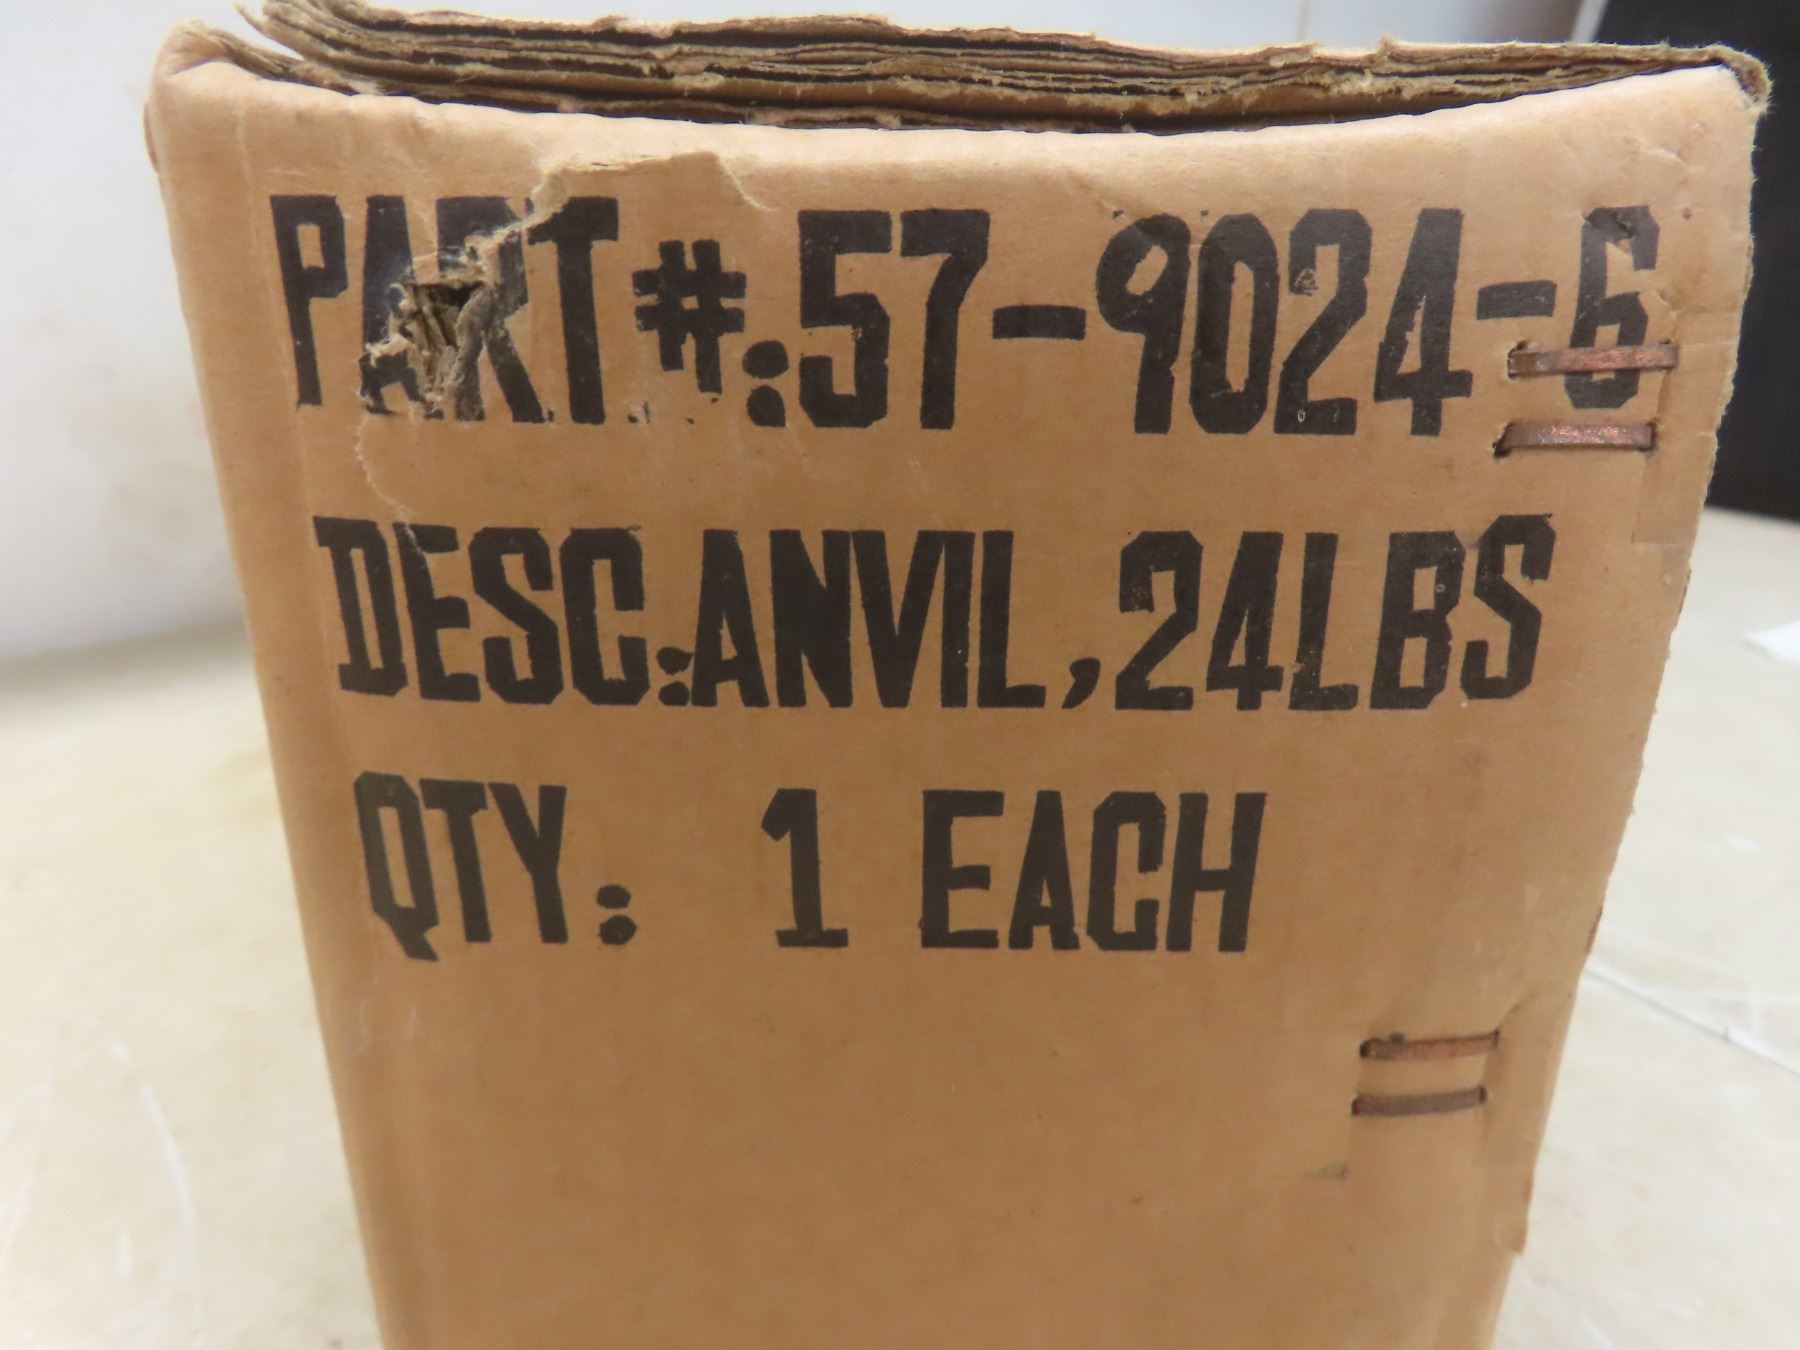 PART#:57-9024-6
DESC:ANVIL,24LBS
QTY: 1 EACH